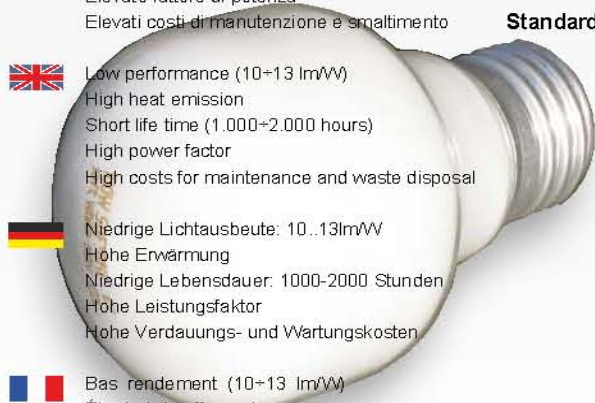 Elevati costi di manutenzione e smaltimento
Standard
Low performance (10÷13 lm/W)
High heat emission
Short life time (1.000÷2.000 hours)
High power factor
High costs for maintenance and waste disposal
Niedrige Lichtausbeute: 10..13lm/W
Hohe Erwärmung
Niedrige Lebensdauer: 1000-2000 Stunden
Hohe Leistungsfaktor
Hohe Verdauungs- und Wartungskosten
Bas rendement (10÷13 lm/W)